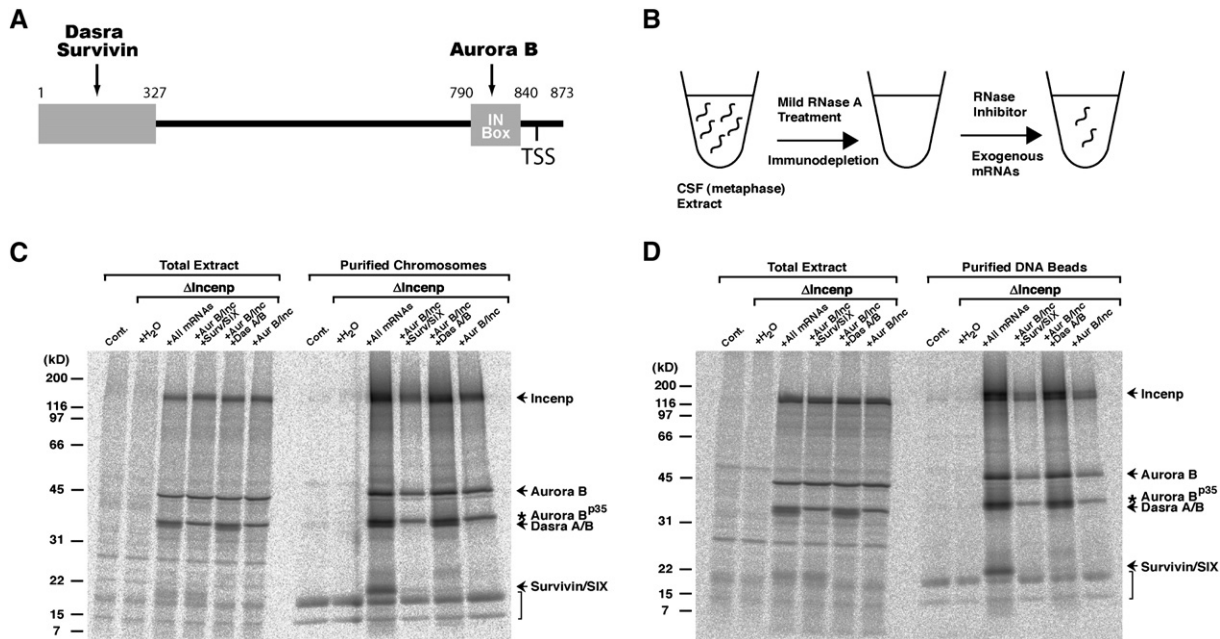 A
Dasra
Survivin
Aurora B
1
327
790
840
873
IN
Box
TSS
B
Mild RNase A
Treatment
Immunodepletion
RNase
Inhibitor
Exogenous
mRNAs
CSF (metaphase)
Extract
C
Total Extract
Purified Chromosomes
ΔIncenp
ΔIncenp
Cont.
+H2O
+All mRNAs
+Aur B/Inc
+Surv/SIX
+Aur B/Inc
+Das A/B
+Aur B/Inc
Cont.
+H2O
+All mRNAs
+Aur B/Inc
+Surv/SIX
+Aur B/Inc
+Das A/B
+Aur B/Inc
(kD)
200
116
97
66
45
31
22
15
7
Incenp
Aurora B
* Aurora Bp35
Dasra A/B
Survivin/SIX
D
Total Extract
Purified DNA Beads
ΔIncenp
ΔIncenp
Cont.
+H2O
+All mRNAs
+Aur B/Inc
+Surv/SIX
+Aur B/Inc
+Das A/B
+Aur B/Inc
Cont.
+H2O
+All mRNAs
+Aur B/Inc
+Surv/SIX
+Aur B/Inc
+Das A/B
+Aur B/Inc
(kD)
200
116
97
66
45
31
22
15
7
Incenp
Aurora B
* Aurora Bp35
Dasra A/B
Survivin/SIX